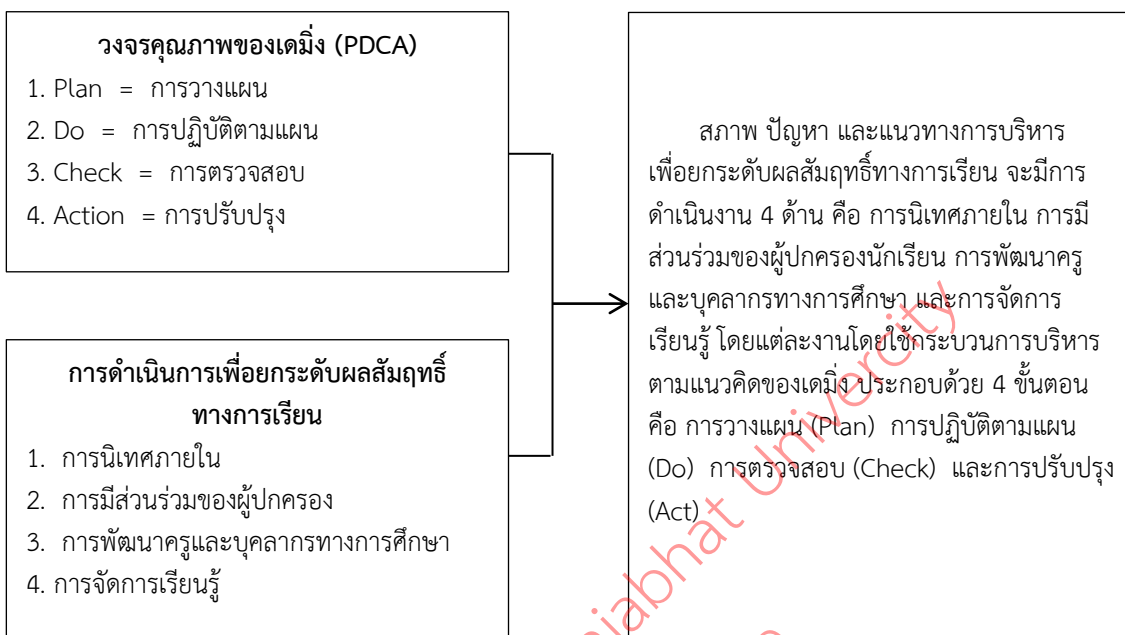 วงจรคุณภาพของเดมิ่ง (PDCA)
1. Plan = การวางแผน
2. Do = การปฏิบัติตามแผน
3. Check = การตรวจสอบ
4. Action = การปรับปรุง
การดำเนินการเพื่อยกระดับผลสัมฤทธิ์
ทางการเรียน
1. การนิเทศภายใน
2. การมีส่วนร่วมของผู้ปกครอง
3. การพัฒนาครูและบุคลากรทางการศึกษา
4. การจัดการเรียนรู้
สภาพ ปัญหา และแนวทางการบริหาร
เพื่อยกระดับผลสัมฤทธิ์ทางการเรียน จะมีการ
ดำเนินงาน 4 ด้าน คือ การนิเทศภายใน การมี
ส่วนร่วมของผู้ปกครองนักเรียน การพัฒนาครู
และบุคลากรทางการศึกษา และการจัดการ
เรียนรู้ โดยแต่ละงานโดยใช้กระบวนการบริหาร
ตามแนวคิดของเดมิ่ง ประกอบด้วย 4 ขั้นตอน
คือ การวางแผน (Plan) การปฏิบัติตามแผน
(Do) การตรวจสอบ (Check) และการปรับปรุง
(Act)
Univercity